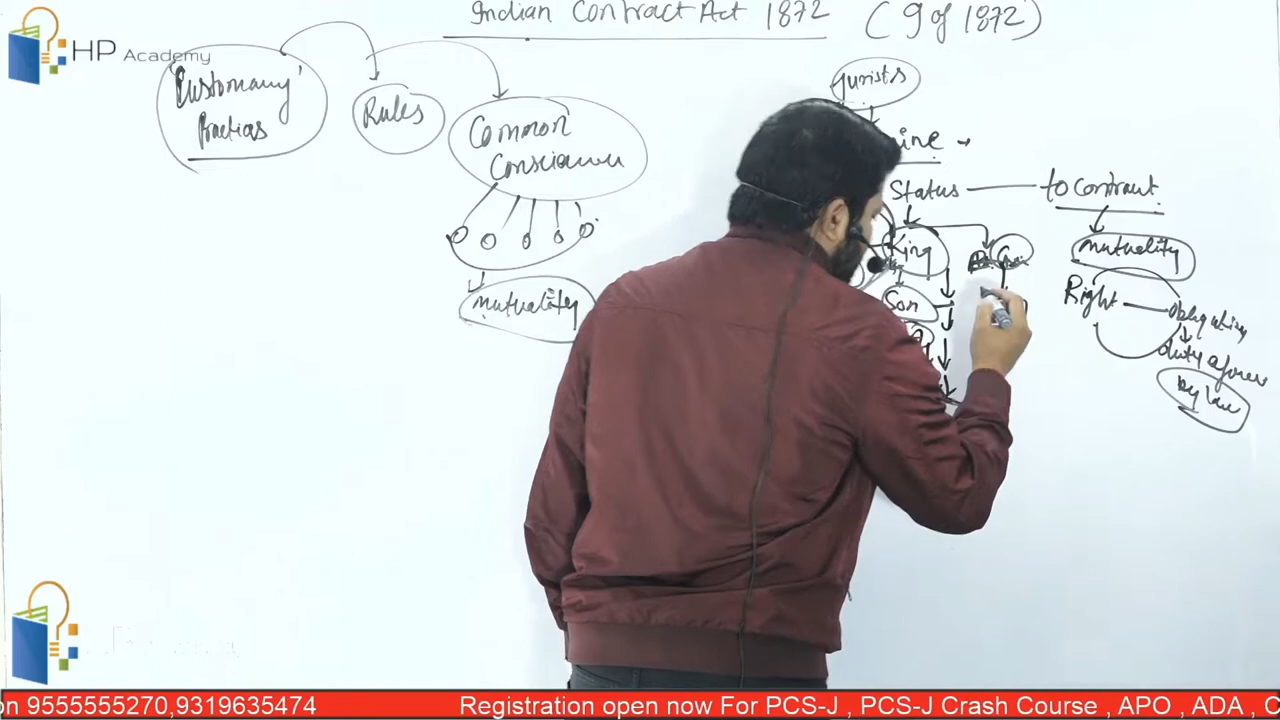 Indian Contract Act 1872 (9 of 1872)
HP Academy
Customary
Practices
Rules
Common
Conscience
mutuality
Jurists
ine
Status
to contract
King
Son
mutuality
Right
obligation
duty
by law
on 9555555270,9319635474
Registration open now For PCS-J , PCS-J Crash Course , APO , ADA , C